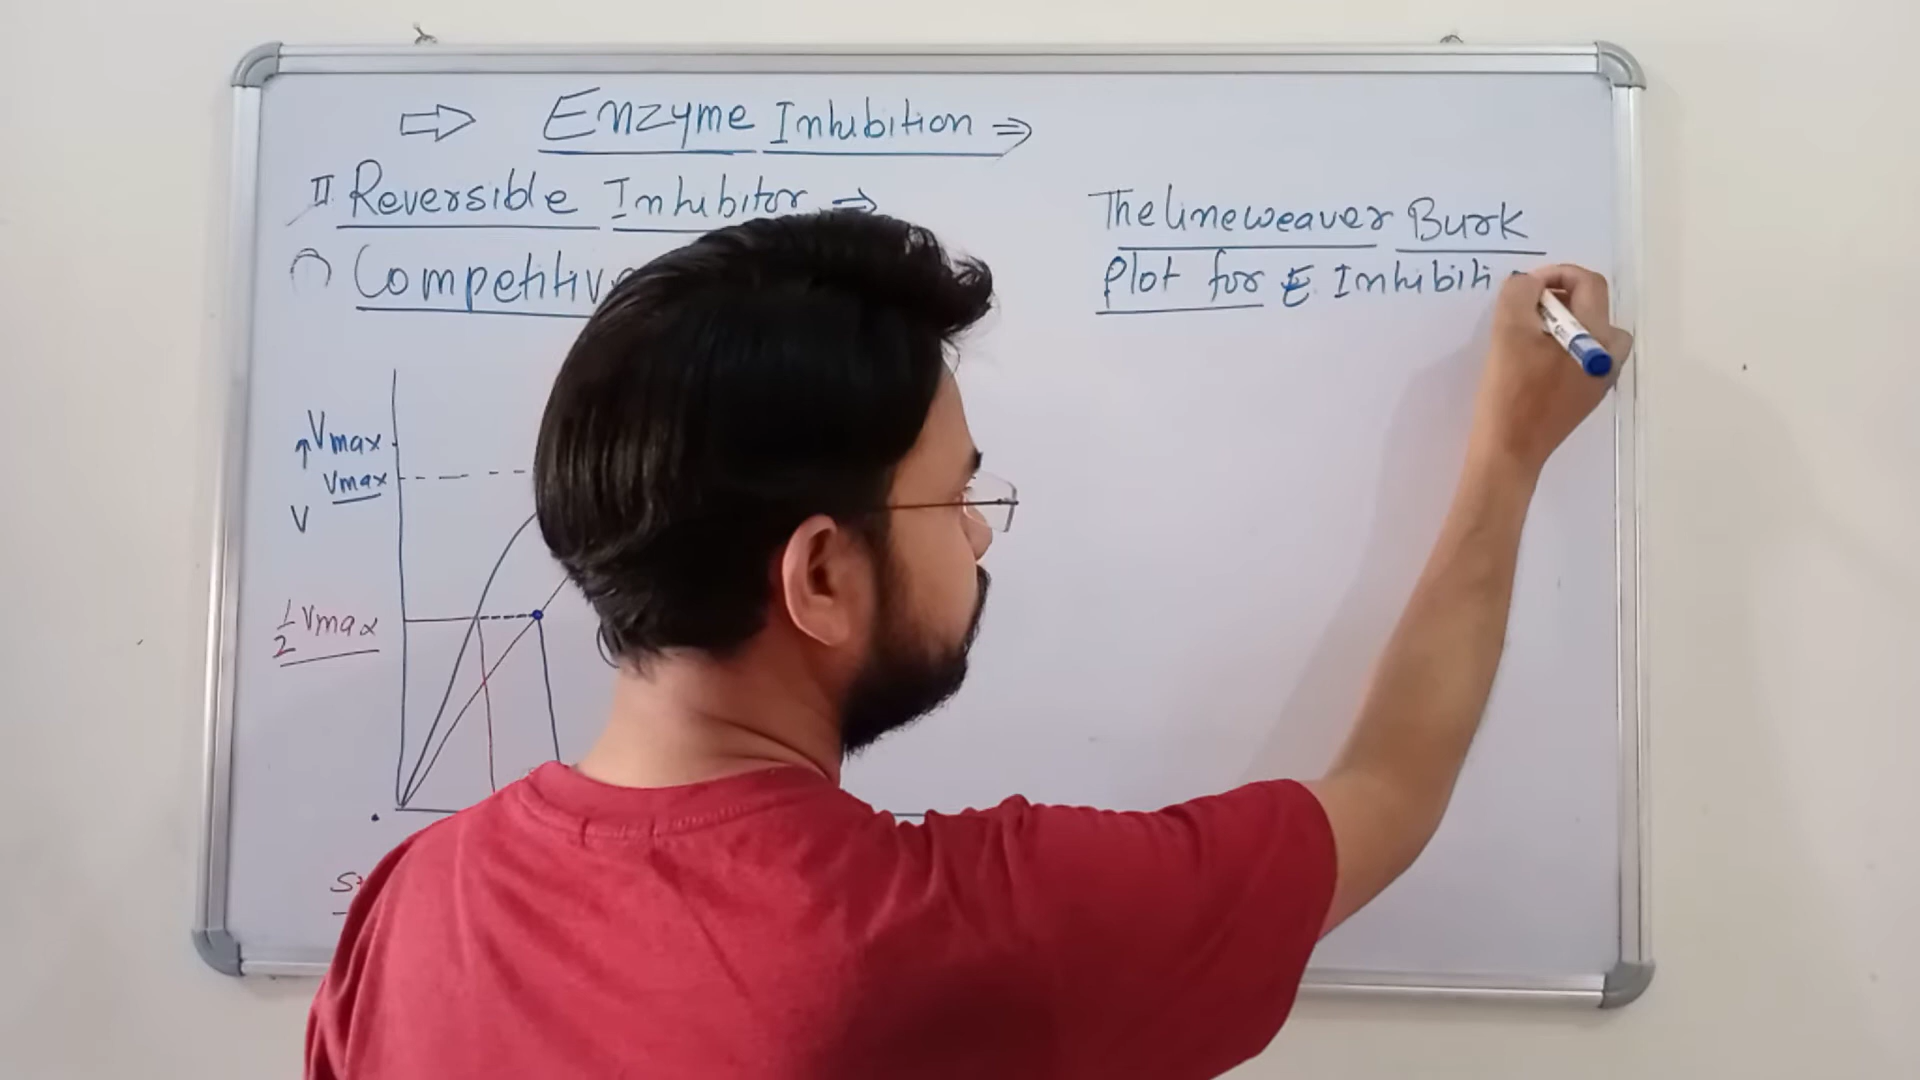 ⇒ Enzyme Inhibition ⇒
II Reversible Inhibitor ⇒
Competitiv
↑Vmax
Vmax
V
1/2 Vmax
The lineweaver Burk
Plot for E Inhibiti